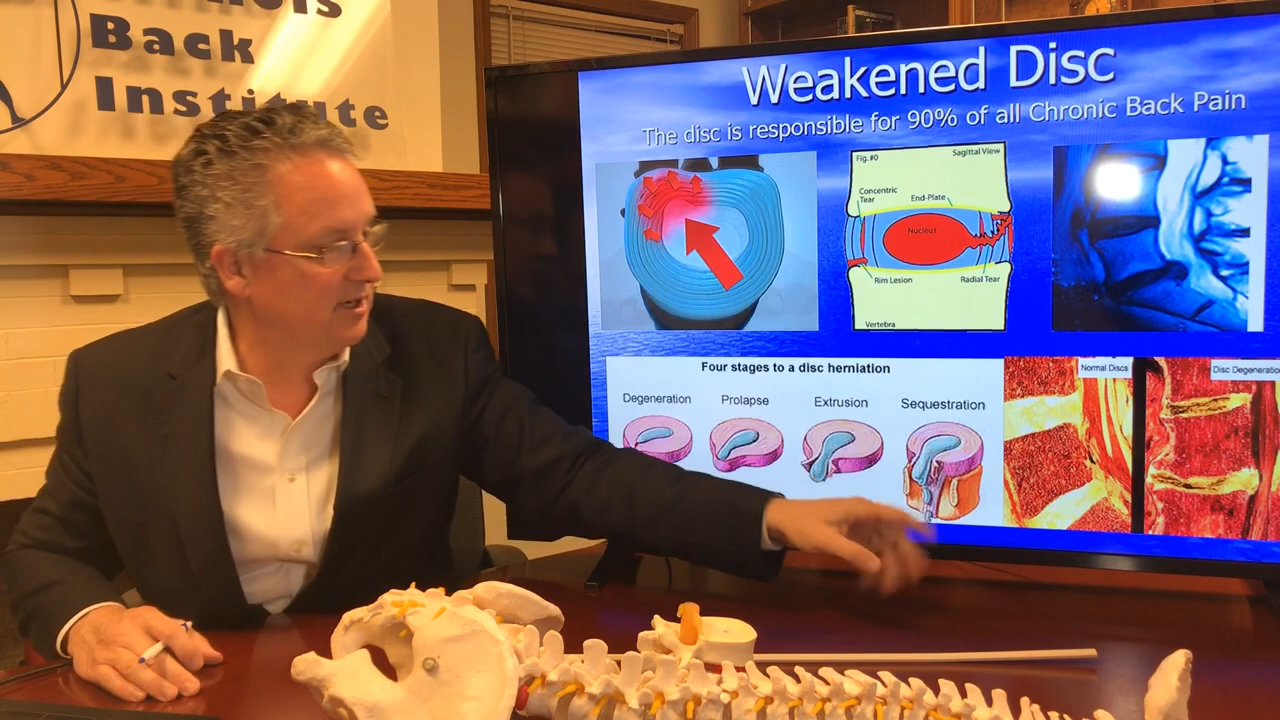 Back
Institute
Weakened Disc
The disc is responsible for 90% of all Chronic Back Pain
Fig. #0
Sagittal View
Concentric
Tear
End-Plate
Nucleus
Rim Lesion
Radial Tear
Vertebra
Four stages to a disc herniation
Degeneration
Prolapse
Extrusion
Sequestration
Normal Discs
Disc Degeneratio